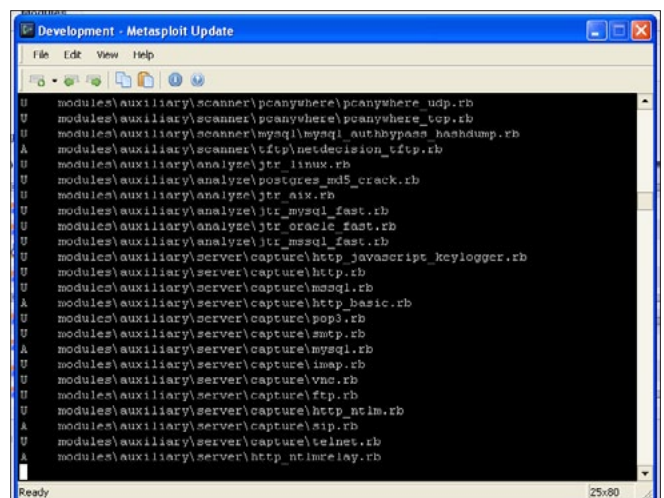 Development - Metasploit Update
File Edit View Help
U modules\auxiliary\scanner\pcanywhere\pcanywhere_udp.rb
U modules\auxiliary\scanner\pcanywhere\pcanywhere_tcp.rb
U modules\auxiliary\scanner\mysql\mysql_authbypass_hashdump.rb
A modules\auxiliary\scanner\tftp\netdecision_tftp.rb
U modules\auxiliary\analyze\jtr_linux.rb
U modules\auxiliary\analyze\postgres_md5_crack.rb
U modules\auxiliary\analyze\jtr_aix.rb
U modules\auxiliary\analyze\jtr_mysql_fast.rb
U modules\auxiliary\analyze\jtr_oracle_fast.rb
U modules\auxiliary\analyze\jtr_mssql_fast.rb
U modules\auxiliary\server\capture\http_javascript_keylogger.rb
U modules\auxiliary\server\capture\http.rb
U modules\auxiliary\server\capture\mssql.rb
A modules\auxiliary\server\capture\http_basic.rb
U modules\auxiliary\server\capture\pop3.rb
U modules\auxiliary\server\capture\smtp.rb
A modules\auxiliary\server\capture\mysql.rb
U modules\auxiliary\server\capture\imap.rb
U modules\auxiliary\server\capture\vnc.rb
U modules\auxiliary\server\capture\ftp.rb
U modules\auxiliary\server\capture\http_ntlm.rb
A modules\auxiliary\server\capture\sip.rb
U modules\auxiliary\server\capture\telnet.rb
A modules\auxiliary\server\http_ntlmrelay.rb
Ready 25x80